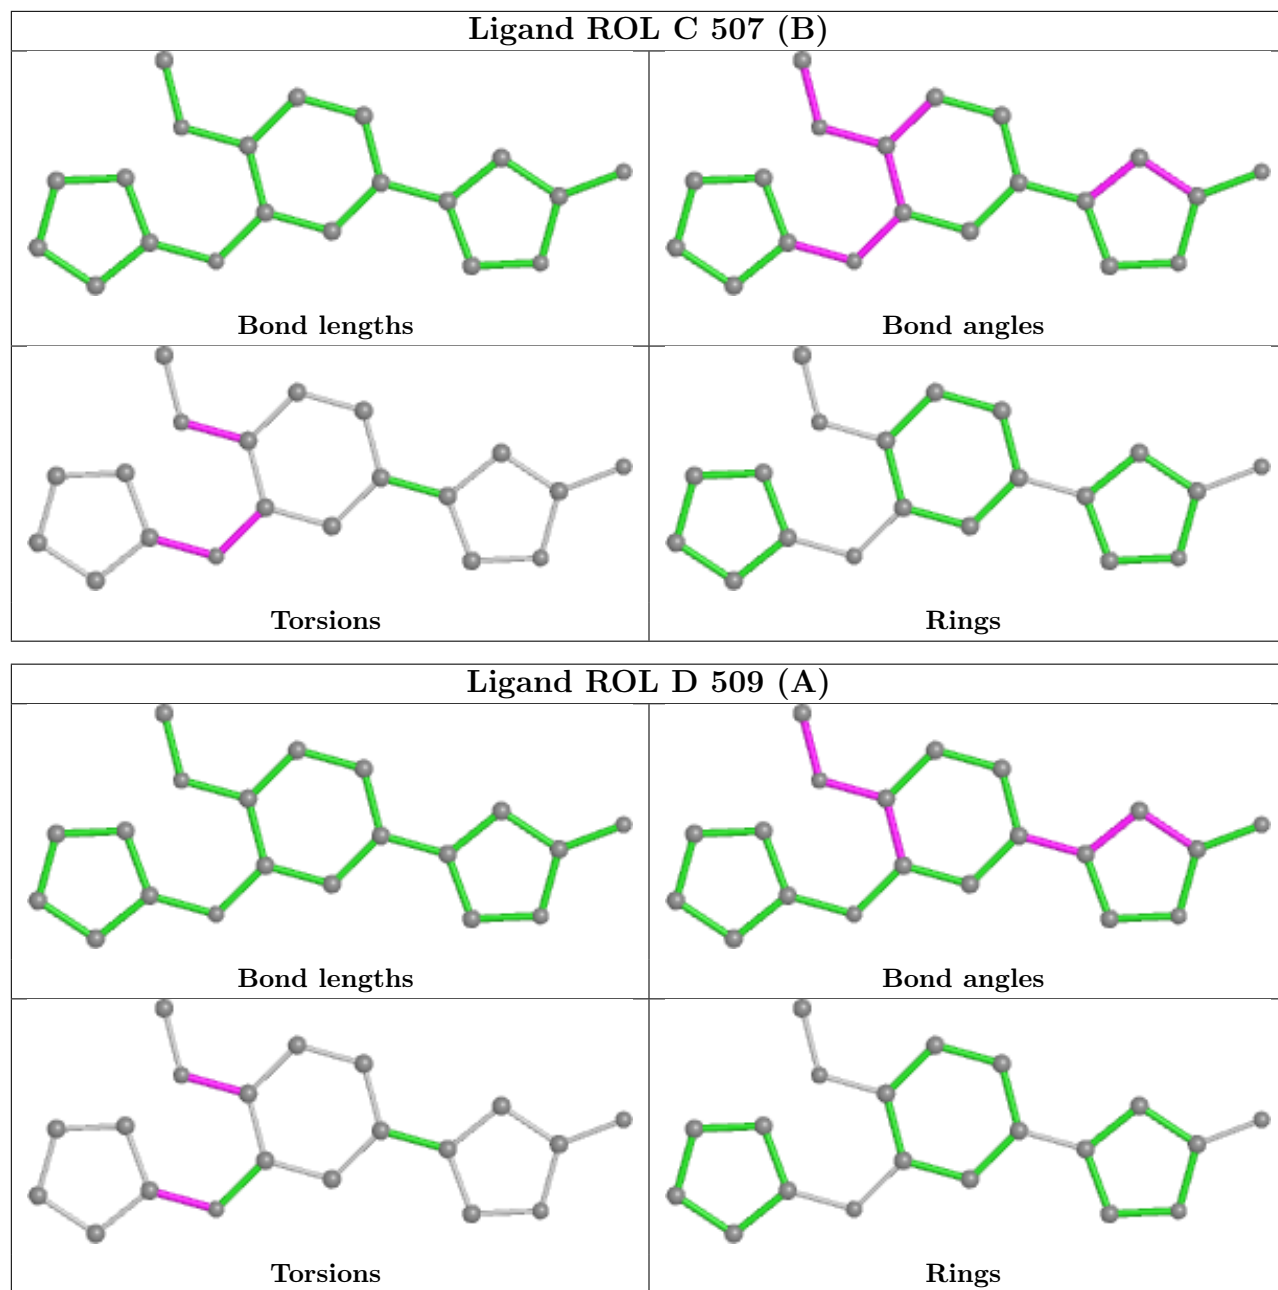 Ligand ROL C 507 (B)
Bond lengths
Bond angles
Torsions
Rings
Ligand ROL D 509 (A)
Bond lengths
Bond angles
Torsions
Rings